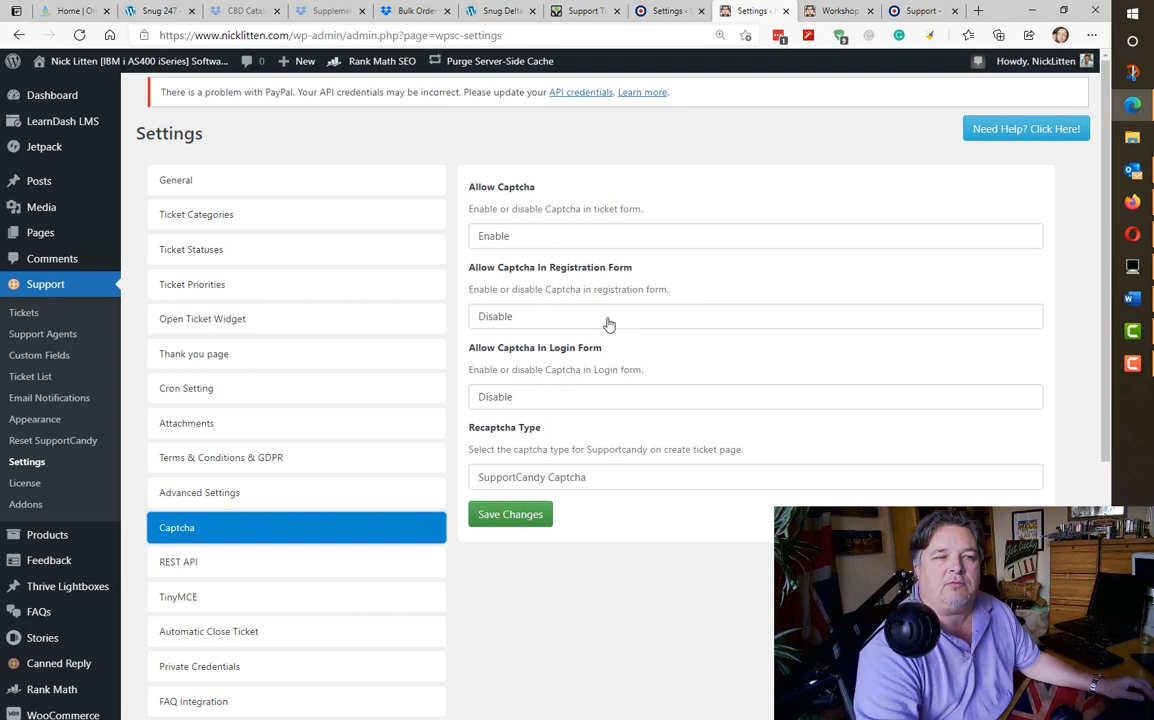 Home | On
Snug 247 -
CBD Catal
Supplemen
Bulk Order
Snug Delta
Support Ti
Settings ‹
Settings ‹
Workshop
Support -
https://www.nicklitten.com/wp-admin/admin.php?page=wpsc-settings
Nick Litten [IBM i AS400 iSeries] Softwa...
0
New
Rank Math SEO
Purge Server-Side Cache
Howdy, NickLitten
There is a problem with PayPal. Your API credentials may be incorrect. Please update your API credentials. Learn more.
Settings
Need Help? Click Here!
Dashboard
LearnDash LMS
Jetpack
Posts
Media
Pages
Comments
Support
Tickets
Support Agents
Custom Fields
Ticket List
Email Notifications
Appearance
Reset SupportCandy
Settings
License
Addons
Products
Feedback
Thrive Lightboxes
FAQs
Stories
Canned Reply
Rank Math
WooCommerce
General
Ticket Categories
Ticket Statuses
Ticket Priorities
Open Ticket Widget
Thank you page
Cron Setting
Attachments
Terms & Conditions & GDPR
Advanced Settings
Captcha
REST API
TinyMCE
Automatic Close Ticket
Private Credentials
FAQ Integration
Allow Captcha
Enable or disable Captcha in ticket form.
Enable
Allow Captcha In Registration Form
Enable or disable Captcha in registration form.
Disable
Allow Captcha In Login Form
Enable or disable Captcha in Login form.
Disable
Recaptcha Type
Select the captcha type for Supportcandy on create ticket page.
SupportCandy Captcha
Save Changes